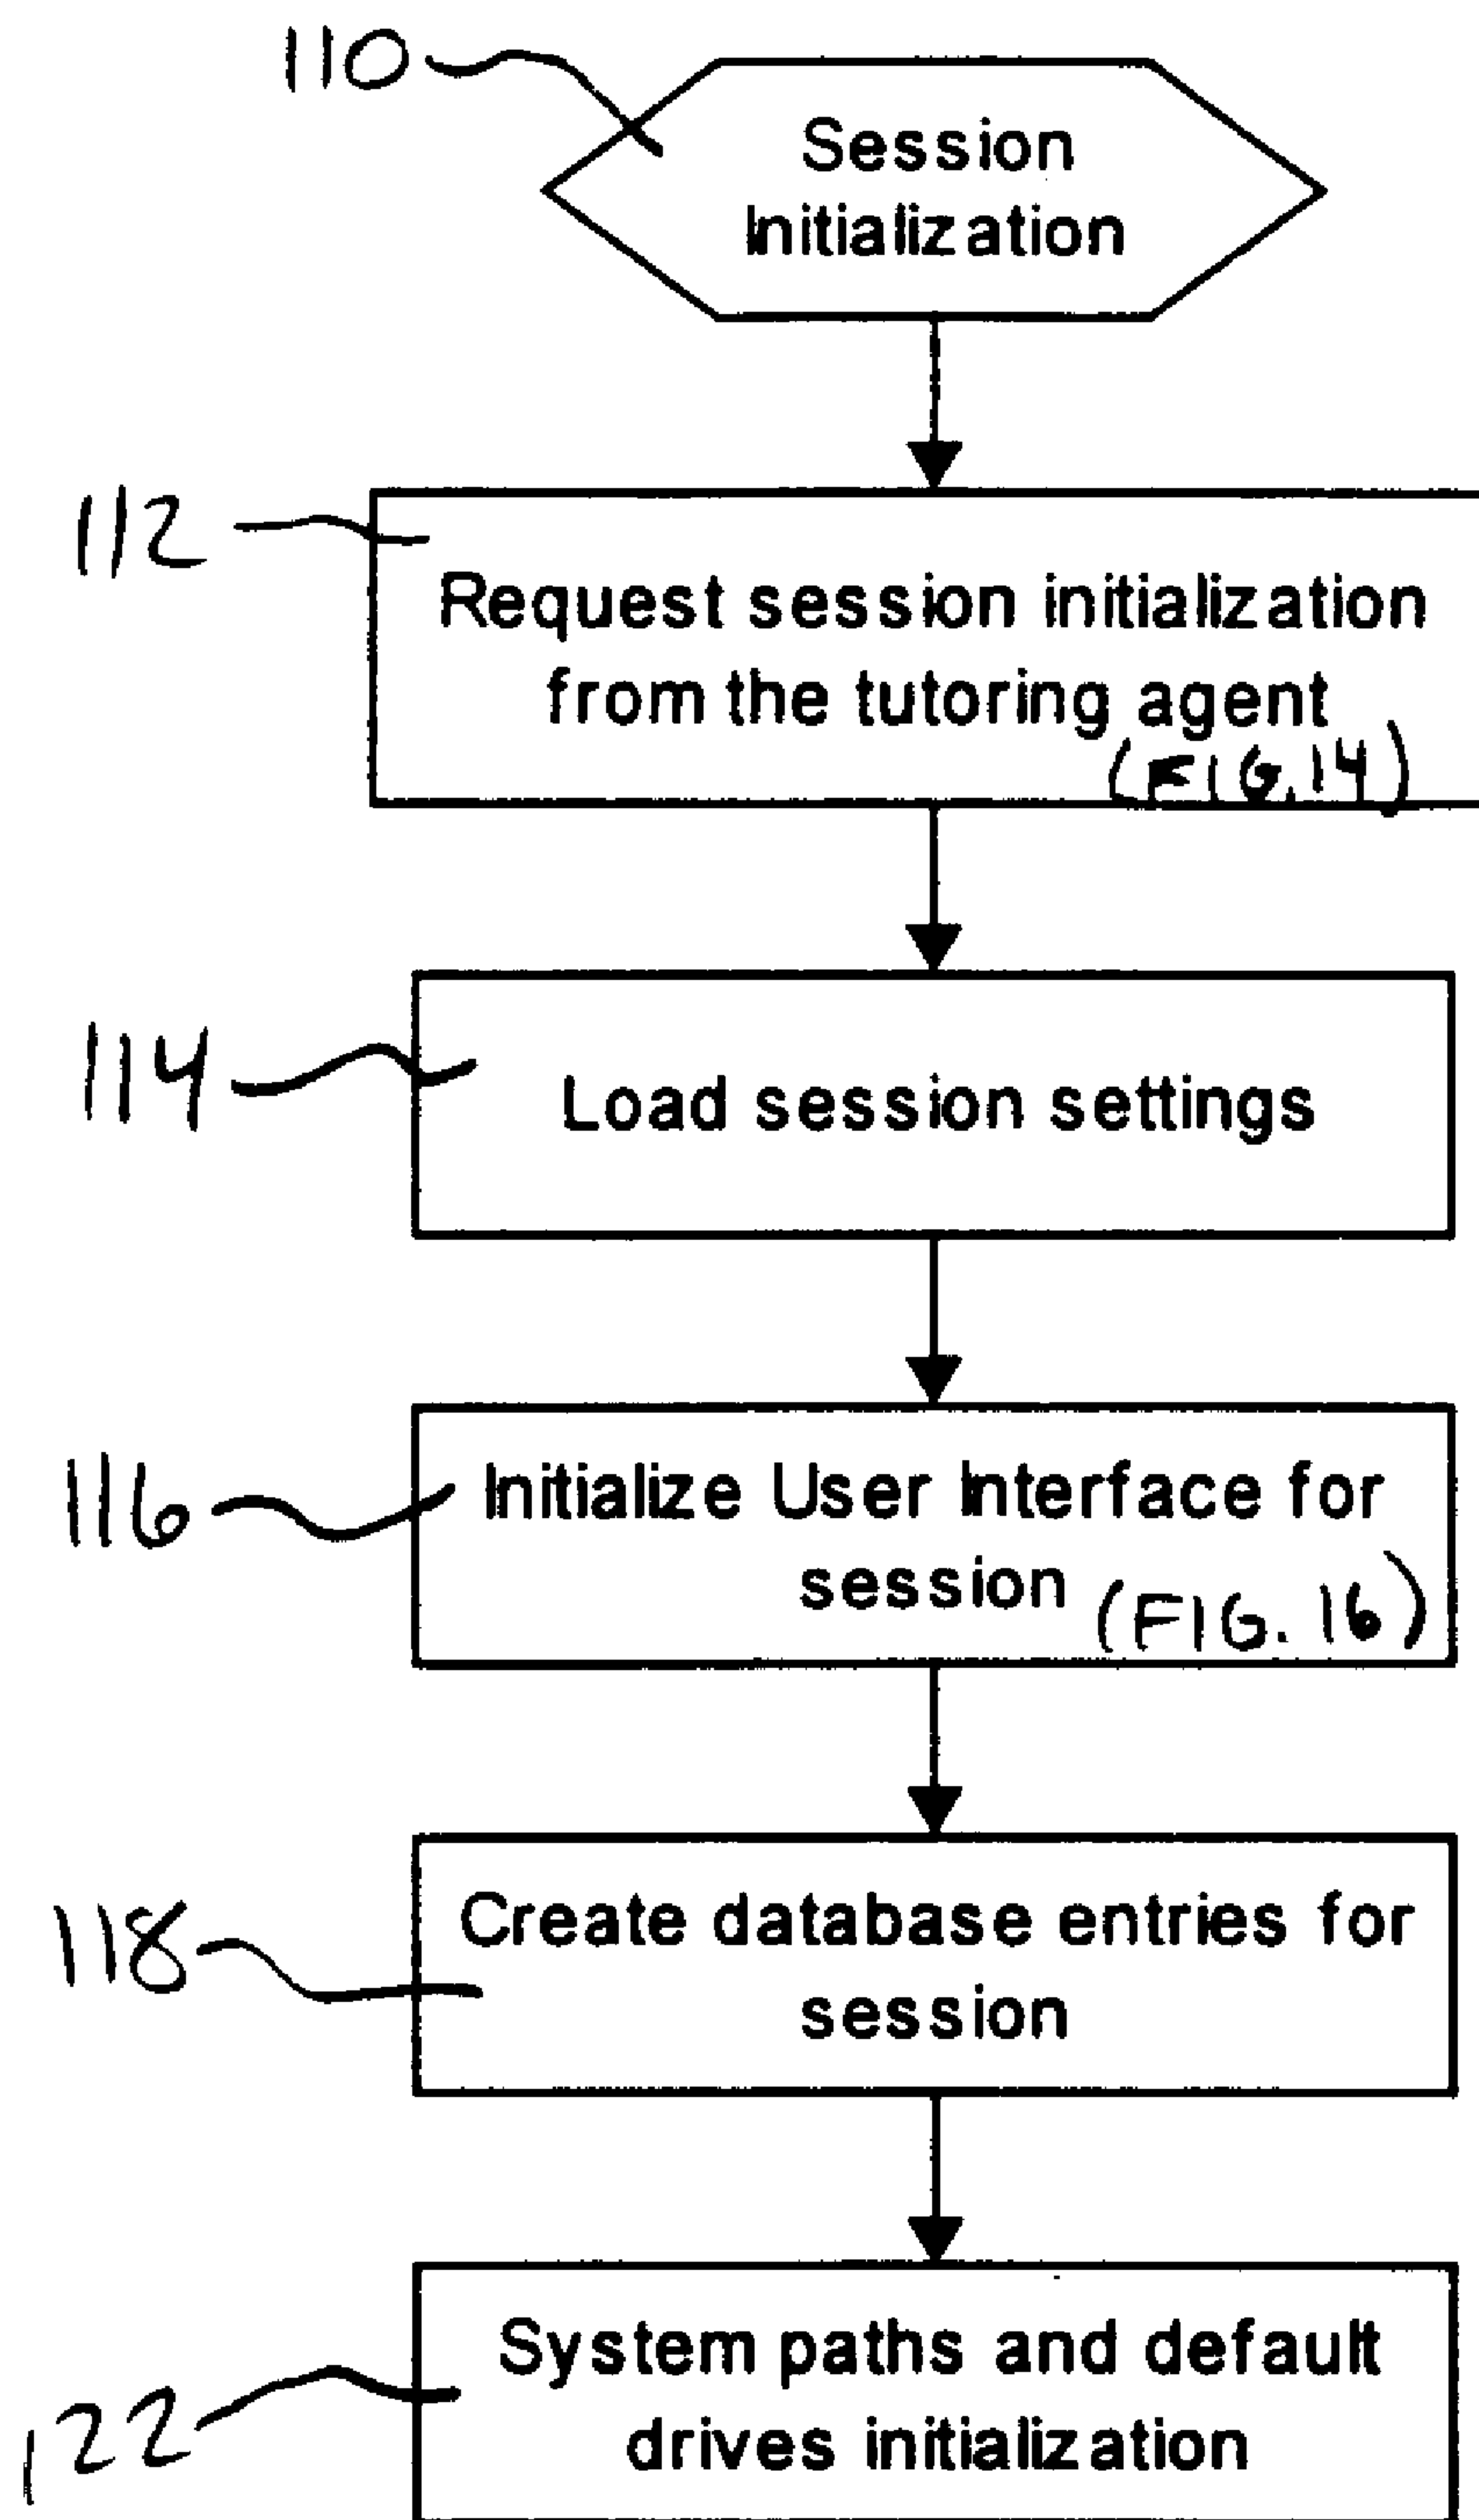 110
Session
Initialization
112
Request session initialization
from the tutoring agent
(FIG. 14)
114
Load session settings
116
Initialize User Interface for
session (FIG. 16)
118
Create database entries for
session
122
System paths and default
drives initialization